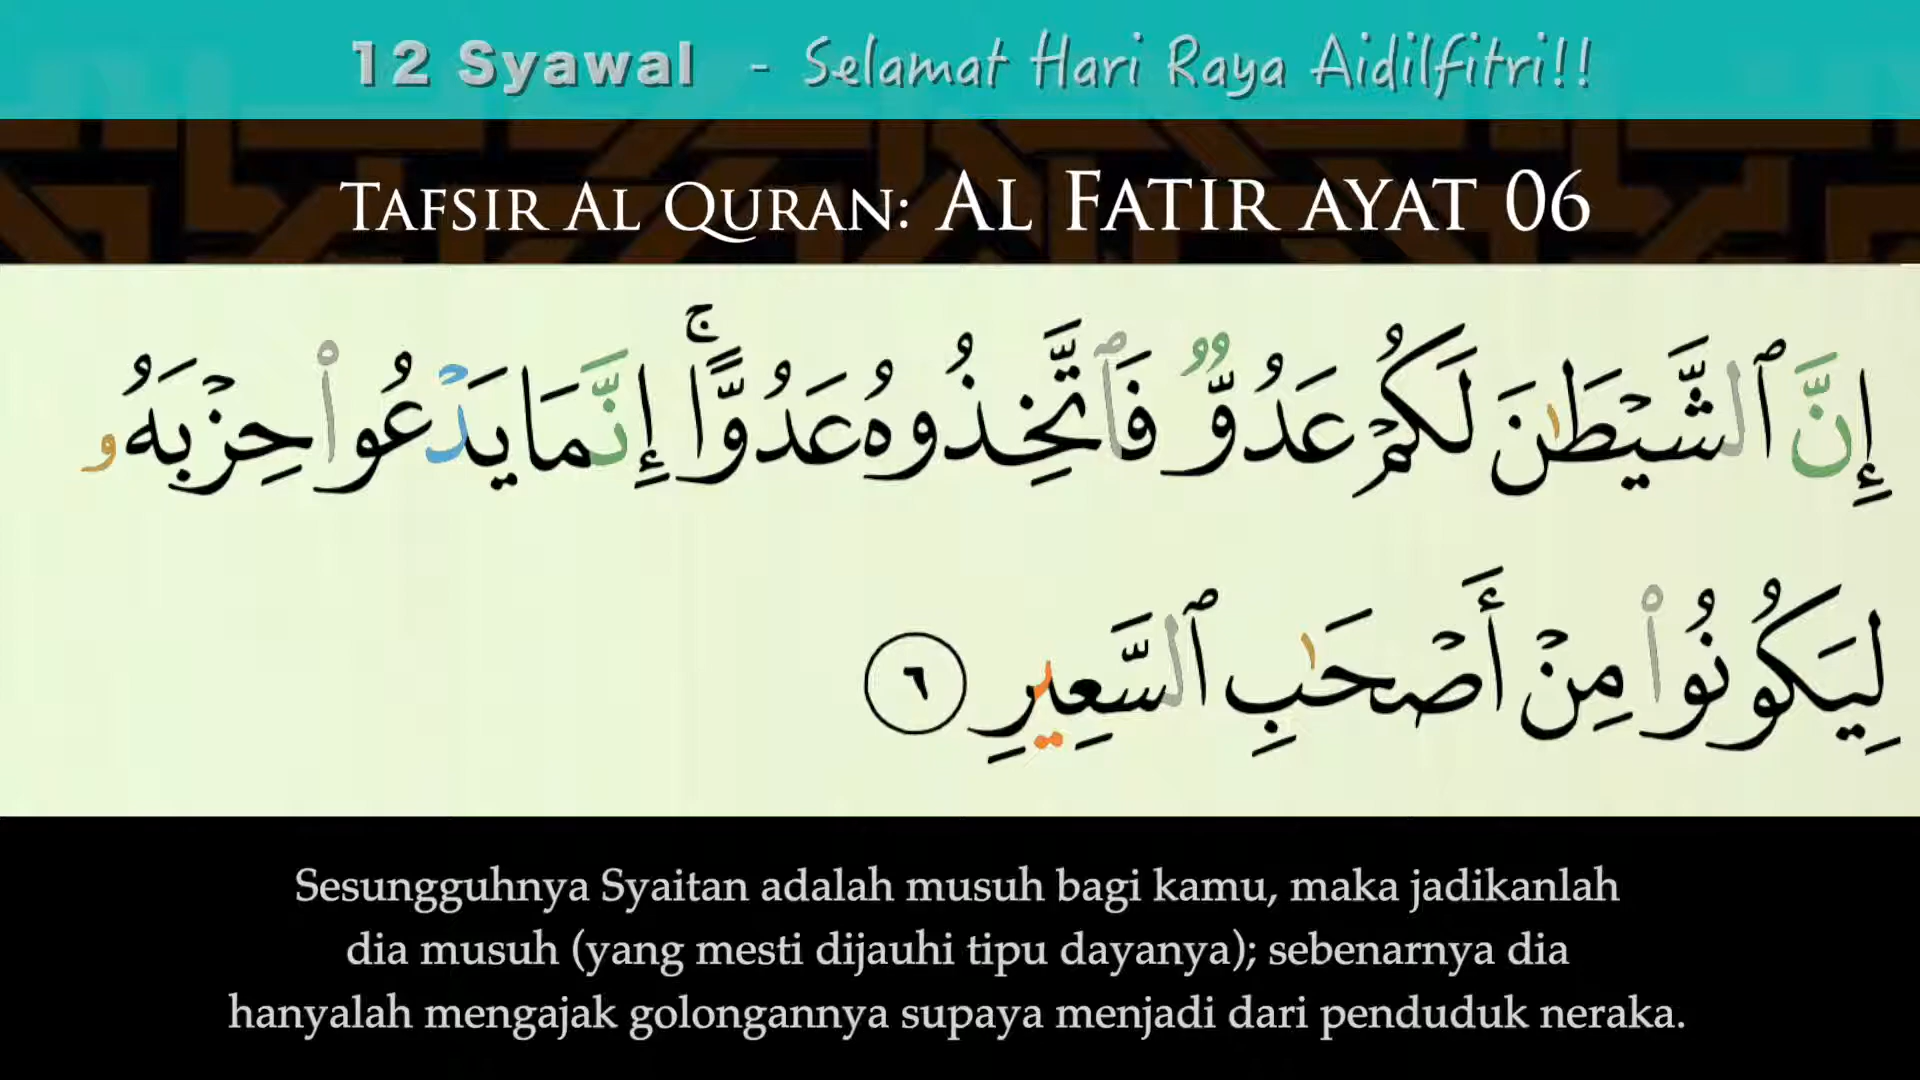 12 Syawal - Selamat Hari Raya Aidilfitri!!
Tafsir Al Quran: Al Fatir ayat 06
إِنَّ ٱلشَّيْطَٰنَ لَكُمْ عَدُوٌّ فَٱتَّخِذُوهُ عَدُوًّا ۚ إِنَّمَا يَدْعُوا۟ حِزْبَهُۥ
لِيَكُونُوا۟ مِنْ أَصْحَٰبِ ٱلسَّعِيرِ ٦
Sesungguhnya Syaitan adalah musuh bagi kamu, maka jadikanlah
dia musuh (yang mesti dijauhi tipu dayanya); sebenarnya dia
hanyalah mengajak golongannya supaya menjadi dari penduduk neraka.